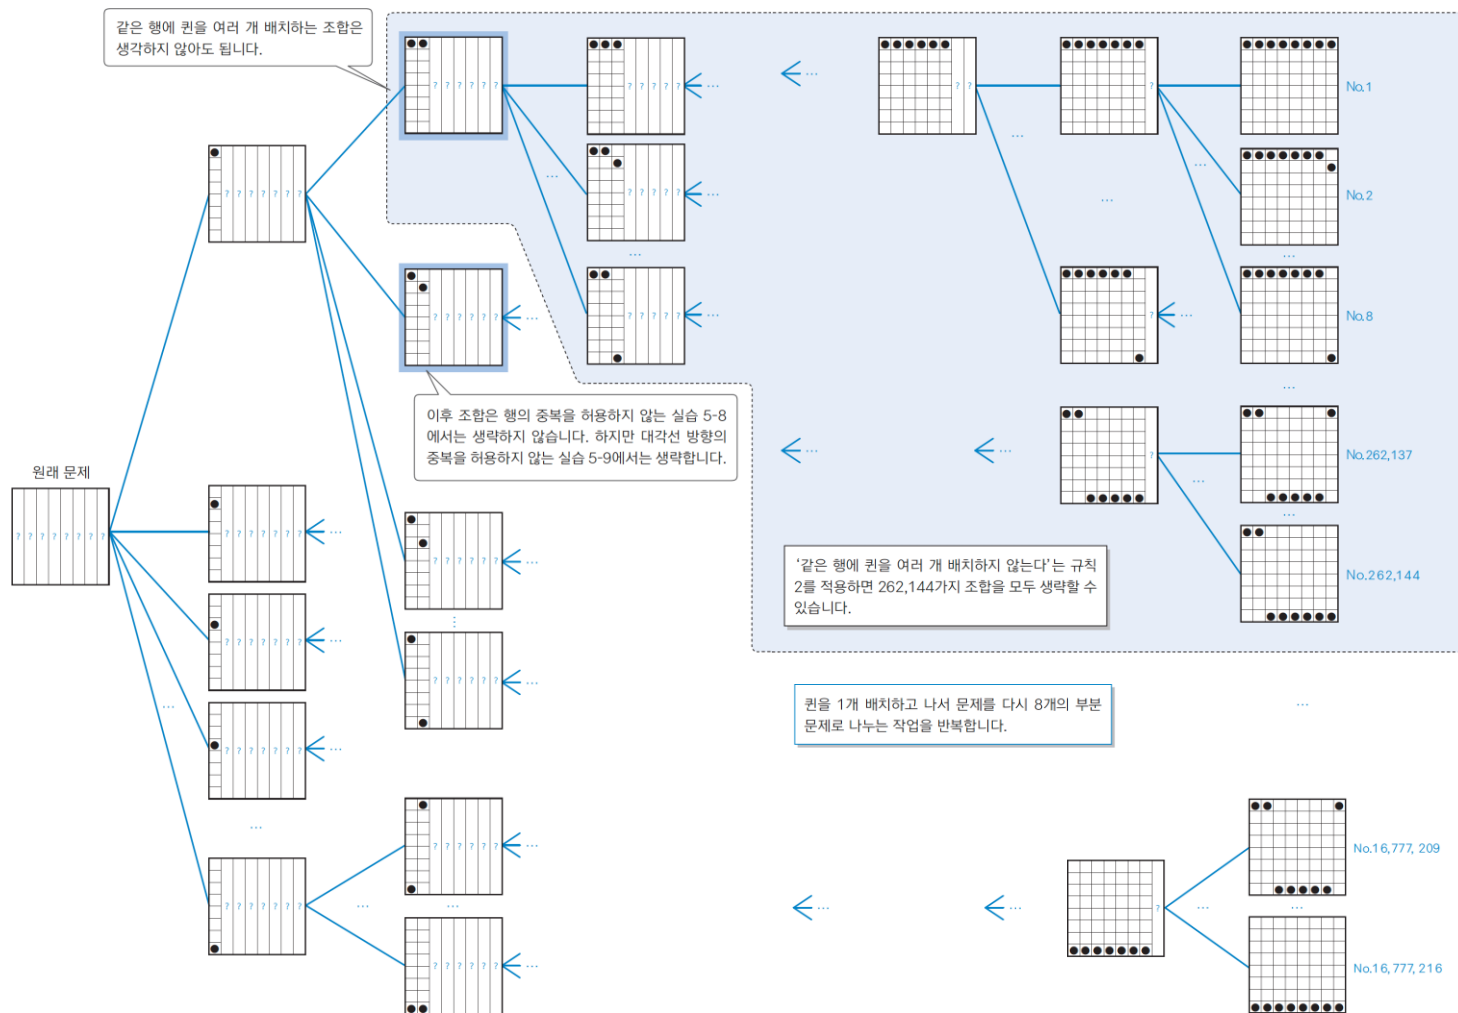 같은 행에 퀸을 여러 개 배치하는 조합은
생각하지 않아도 됩니다.
? ? ? ? ? ?
? ? ? ? ?
...
...
? ?
...
?
No.1
? ? ? ? ? ? ?
...
? ? ? ? ?
...
...
...
No.2
...
...
? ? ? ? ? ?
...
? ? ? ? ?
...
?
...
No.8
...
이후 조합은 행의 중복을 허용하지 않는 실습 5-8
에서는 생략하지 않습니다. 하지만 대각선 방향의
중복을 허용하지 않는 실습 5-9에서는 생략합니다.
...
...
?
...
No.262,137
...
원래 문제
? ? ? ? ? ? ? ?
? ? ? ? ? ? ?
...
? ? ? ? ? ?
...
'같은 행에 퀸을 여러 개 배치하지 않는다'는 규칙
2를 적용하면 262,144가지 조합을 모두 생략할 수
있습니다.
No.262,144
? ? ? ? ? ? ?
...
...
? ? ? ? ? ?
...
퀸을 1개 배치하고 나서 문제를 다시 8개의 부분
문제로 나누는 작업을 반복합니다.
...
...
? ? ? ? ? ? ?
...
...
? ? ? ? ? ?
...
No.16,777, 209
? ? ? ? ? ? ?
...
...
...
...
?
...
...
? ? ? ? ? ?
...
No.16,777, 216